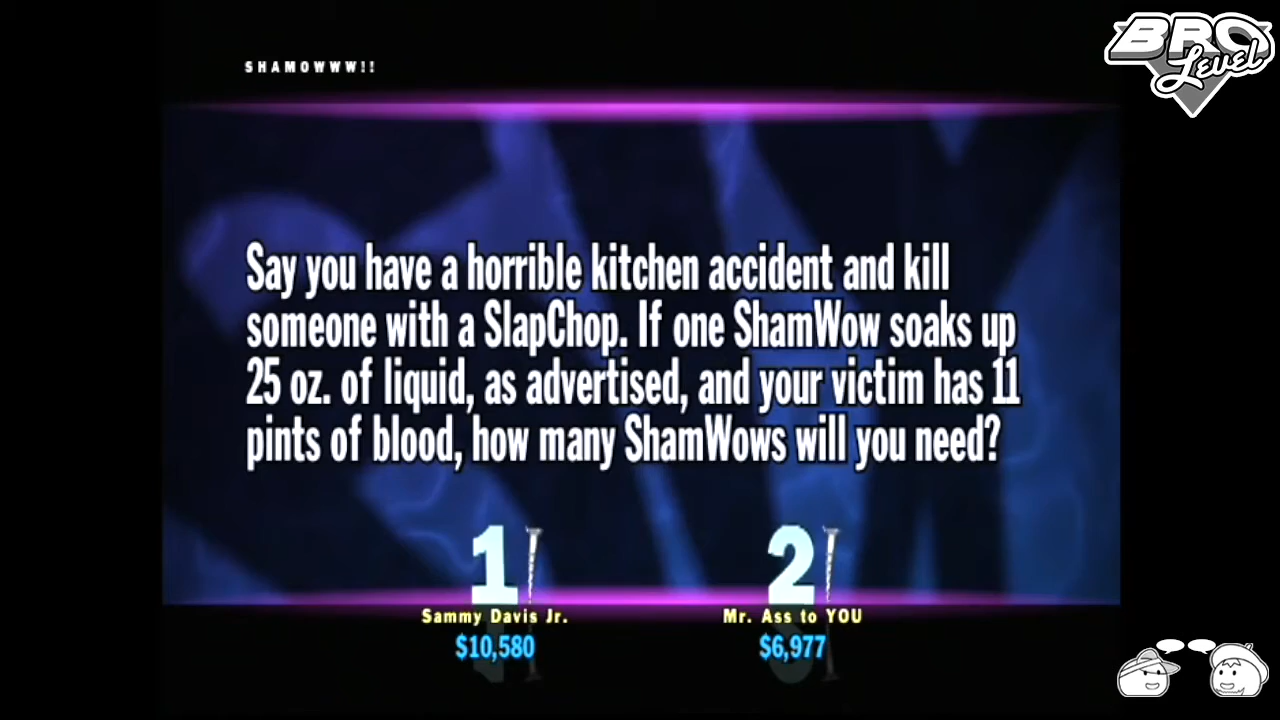 BRO
Level
SHAMOWWW!!
Say you have a horrible kitchen accident and kill
someone with a SlapChop. If one ShamWow soaks up
25 oz. of liquid, as advertised, and your victim has 11
pints of blood, how many ShamWows will you need?
1 2
Sammy Davis Jr. Mr. Ass to YOU
$10,580 $6,977